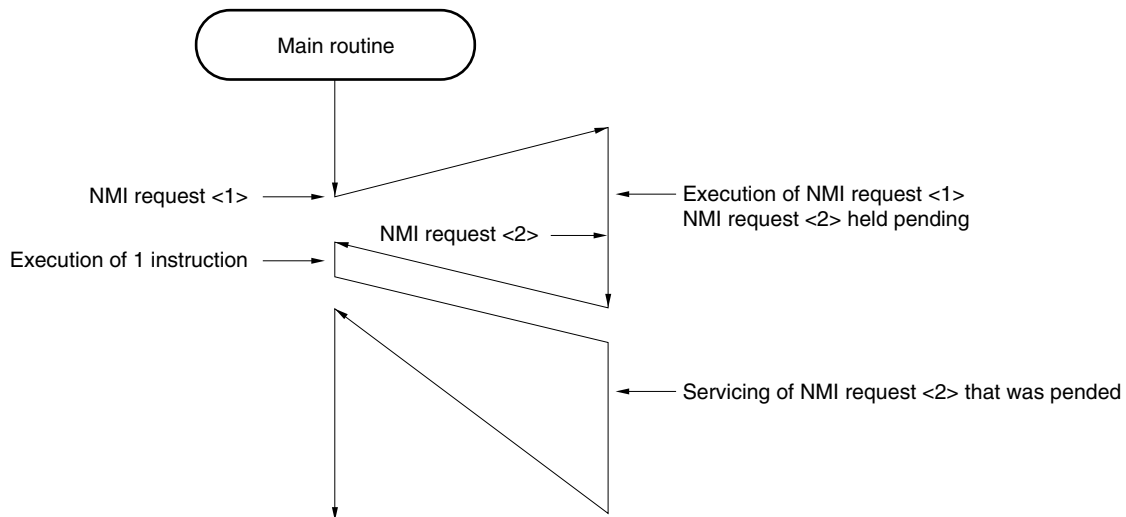 Main routine
NMI request <1>
Execution of NMI request <1>
NMI request <2> held pending
NMI request <2>
Execution of 1 instruction
Servicing of NMI request <2> that was pended